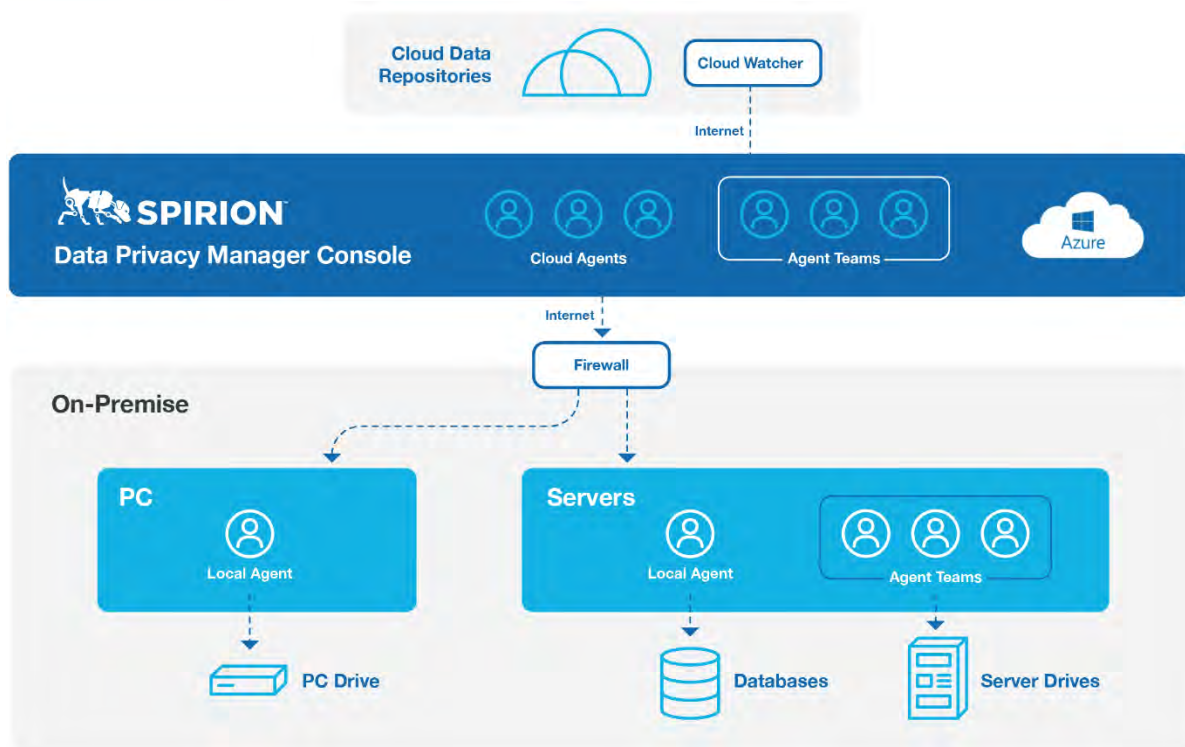 Cloud Data
Repositories
Cloud Watcher
Internet
SPIRION™
Data Privacy Manager Console
Cloud Agents
Agent Teams
Azure
Internet
Firewall
On-Premise
PC
Local Agent
Servers
Local Agent
Agent Teams
PC Drive
Databases
Server Drives